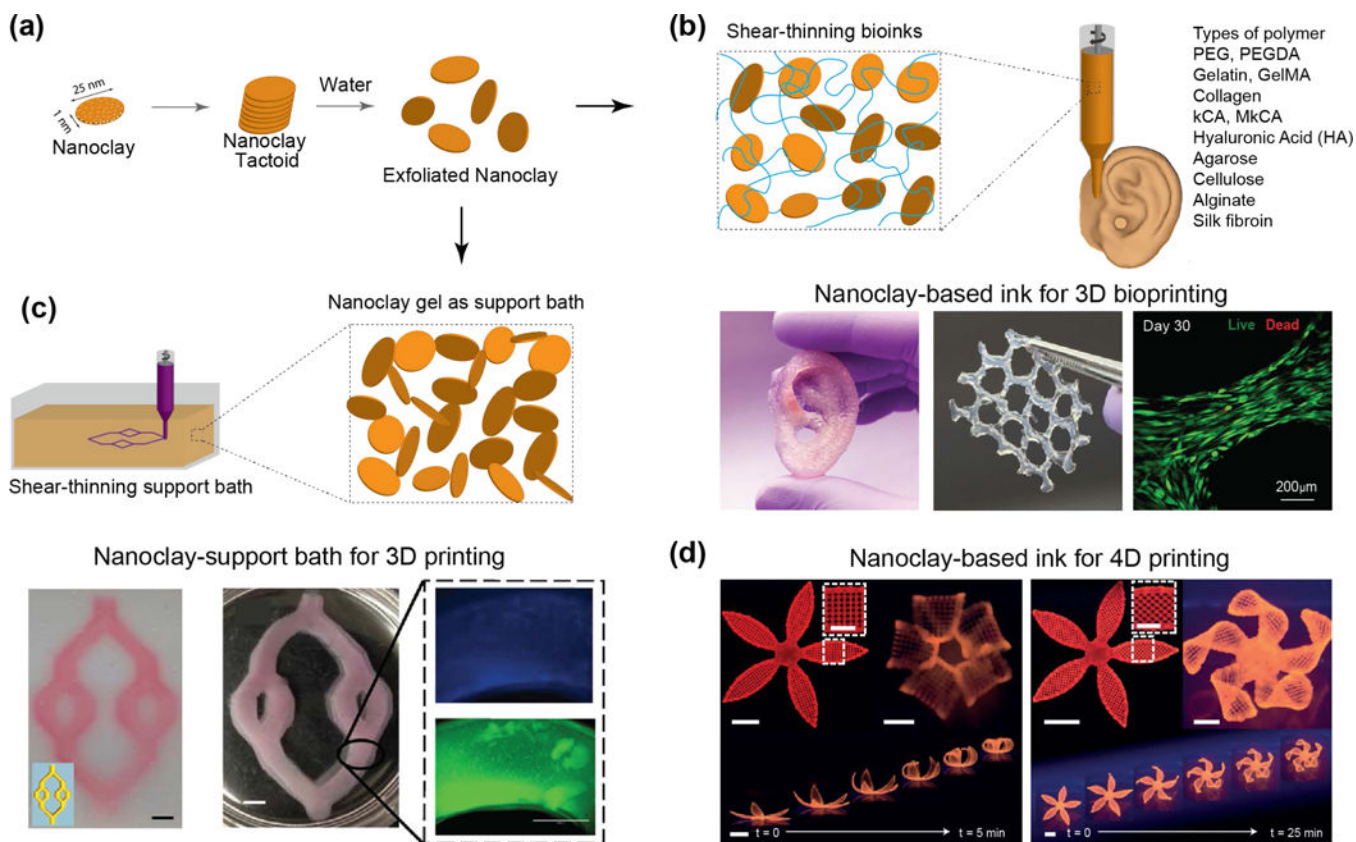 (a)
25 nm
1 nm
Nanoclay
Nanoclay
Tactoid
Water
Exfoliated Nanoclay
(b)
Shear-thinning bioinks
Types of polymer
PEG, PEGDA
Gelatin, GelMA
Collagen
kCA, MkCA
Hyaluronic Acid (HA)
Agarose
Cellulose
Alginate
Silk fibroin
Nanoclay-based ink for 3D bioprinting
Day 30
Live
Dead
200μm
(c)
Nanoclay gel as support bath
Shear-thinning support bath
Nanoclay-support bath for 3D printing
(d)
Nanoclay-based ink for 4D printing
t = 0
t = 5 min
t = 0
t = 25 min